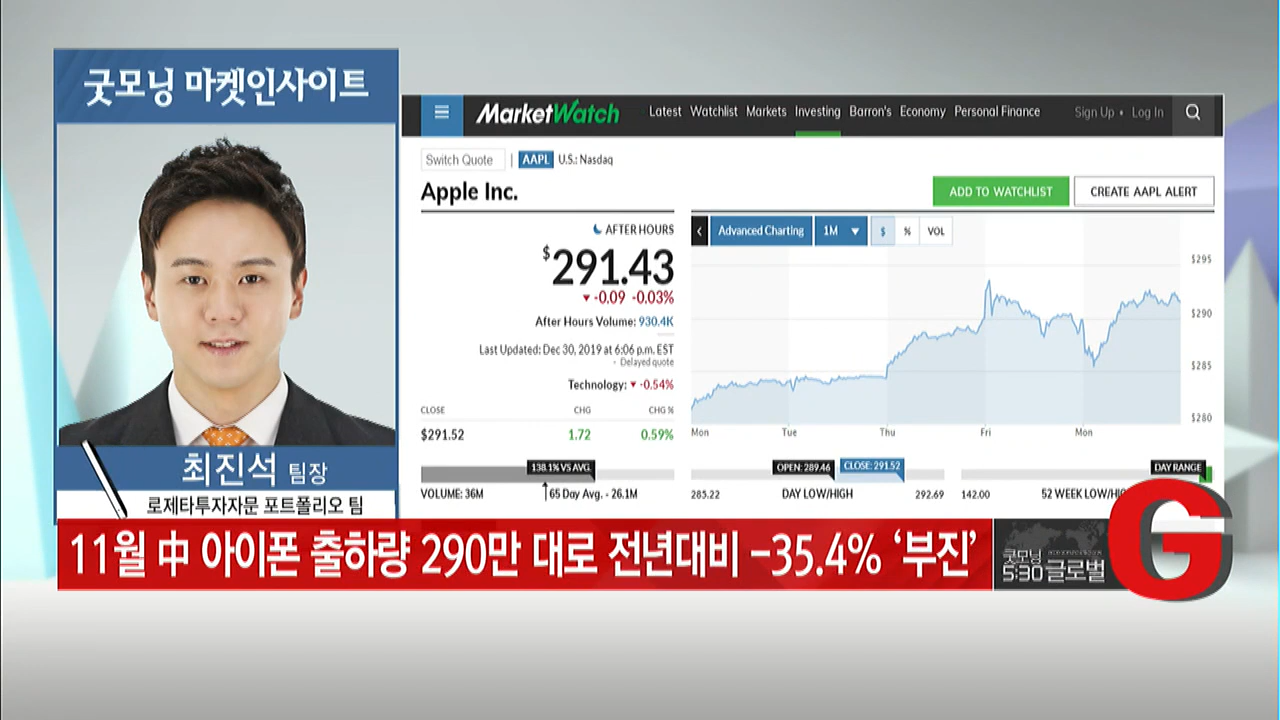 굿모닝 마켓인사이트
최진석 팀장
로제타투자자문 포트폴리오 팀
MarketWatch Latest Watchlist Markets Investing Barron's Economy Personal Finance Sign Up • Log In
Switch Quote | AAPL U.S.: Nasdaq
Apple Inc.
ADD TO WATCHLIST CREATE AAPL ALERT
AFTER HOURS
$291.43
-0.09 -0.03%
After Hours Volume: 930.4K
Last Updated: Dec 30, 2019 at 6:06 p.m. EST
Delayed quote
Technology: -0.54%
CLOSE CHG CHG %
$291.52 1.72 0.59%
138.1% VS AVG.
VOLUME: 36M 65 Day Avg. - 26.1M
Advanced Charting 1M $ % VOL
$295
$290
$285
$280
Mon Tue Thu Fri Mon
OPEN: 289.46 CLOSE: 291.52
DAY RANGE
283.22 DAY LOW/HIGH 292.69
142.00 52 WEEK LOW/HIG
11월 中 아이폰 출하량 290만 대로 전년대비 -35.4% ‘부진’
굿모닝
5:30 글로벌
G